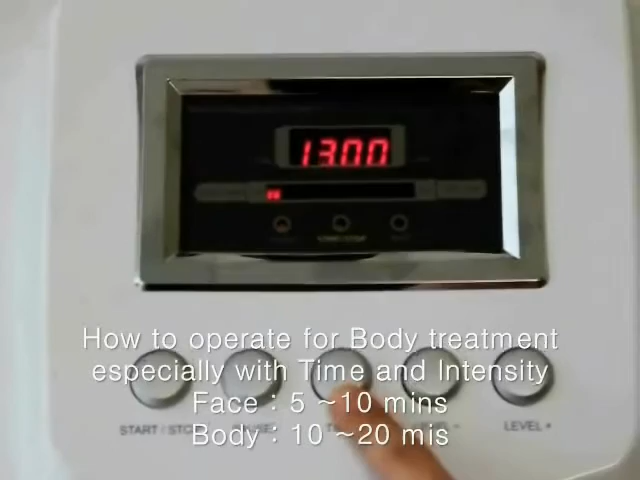 13:00
How to operate for Body treatment
especially with Time and Intensity
Face : 5 ~10 mins
Body : 10 ~20 mis
START / STO
LEVEL +